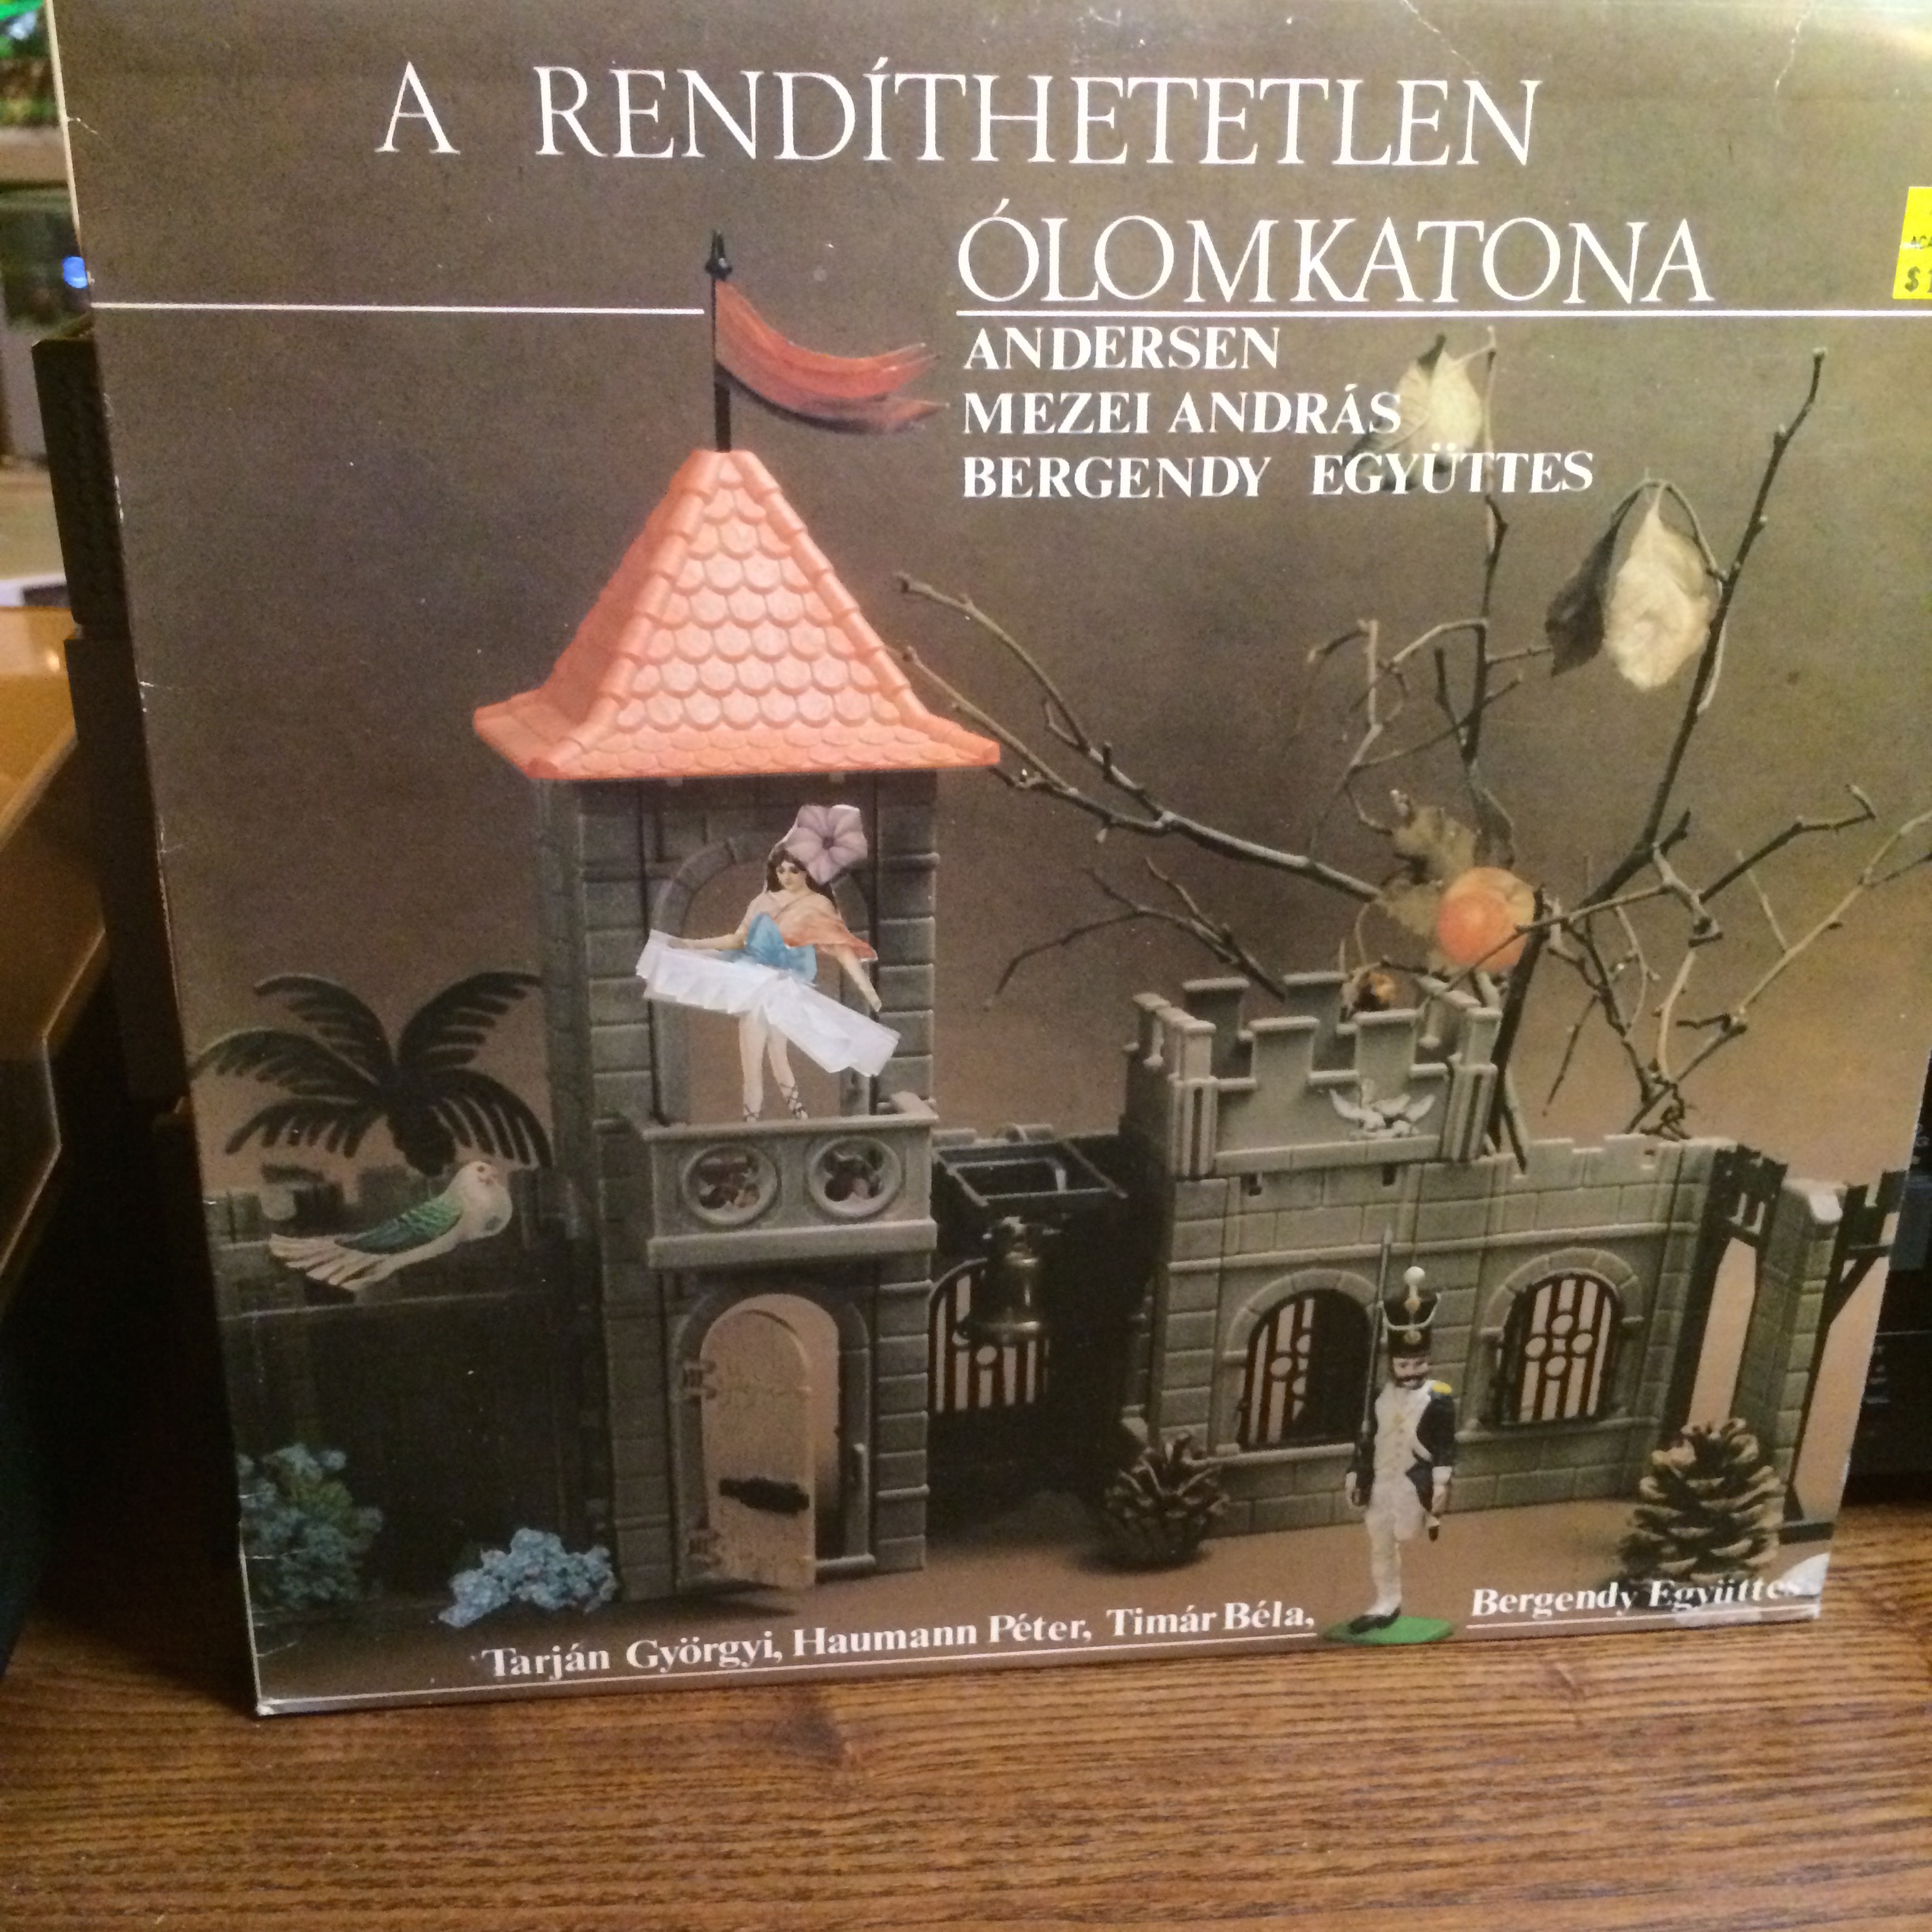 A RENDÍTHETETLEN
ÓLOMKATONA
ANDERSEN
MEZEI ANDRÁS
BERGENDY EGYÜTTES
Tarján Györgyi, Haumann Péter, Timár Béla, Bergendy Együttes